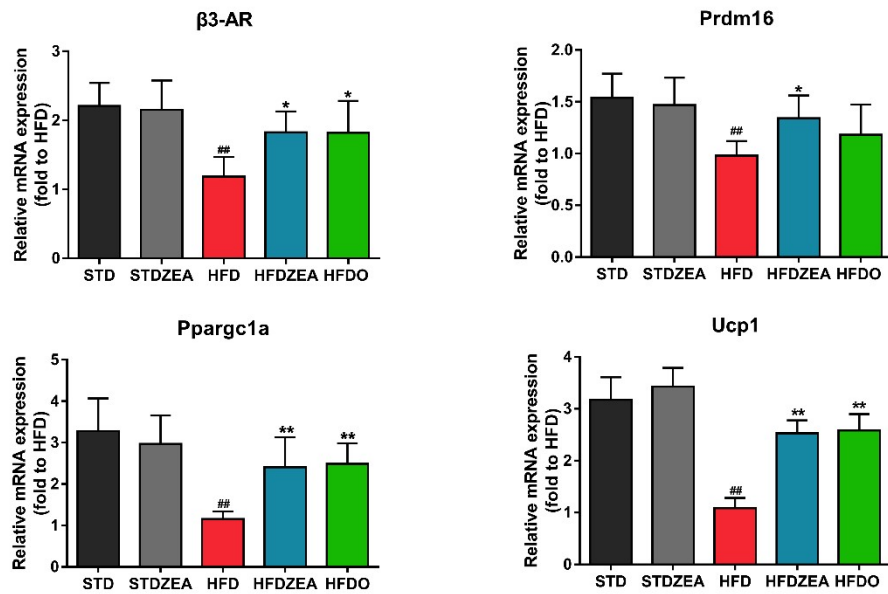 β3-AR
Relative mRNA expression
(fold to HFD)
3
2
1
0
##
*
*
STD STDZEA HFD HFDZEA HFDO
Prdm16
Relative mRNA expression
(fold to HFD)
2.0
1.5
1.0
0.5
0.0
##
*
STD STDZEA HFD HFDZEA HFDO
Ppargc1a
Relative mRNA expression
(fold to HFD)
5
4
3
2
1
0
##
**
**
STD STDZEA HFD HFDZEA HFDO
Ucp1
Relative mRNA expression
(fold to HFD)
4
3
2
1
0
##
**
**
STD STDZEA HFD HFDZEA HFDO